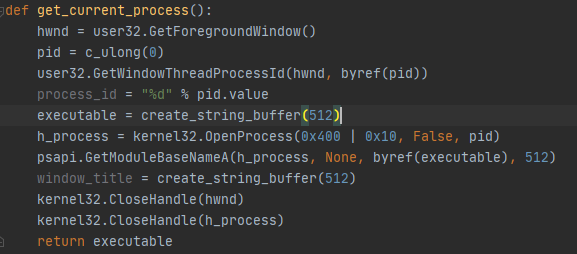 def get_current_process():
    hwnd = user32.GetForegroundWindow()
    pid = c_ulong(0)
    user32.GetWindowThreadProcessId(hwnd, byref(pid))
    process_id = "%d" % pid.value
    executable = create_string_buffer(512)
    h_process = kernel32.OpenProcess(0x400 | 0x10, False, pid)
    psapi.GetModuleBaseNameA(h_process, None, byref(executable), 512)
    window_title = create_string_buffer(512)
    kernel32.CloseHandle(hwnd)
    kernel32.CloseHandle(h_process)
    return executable